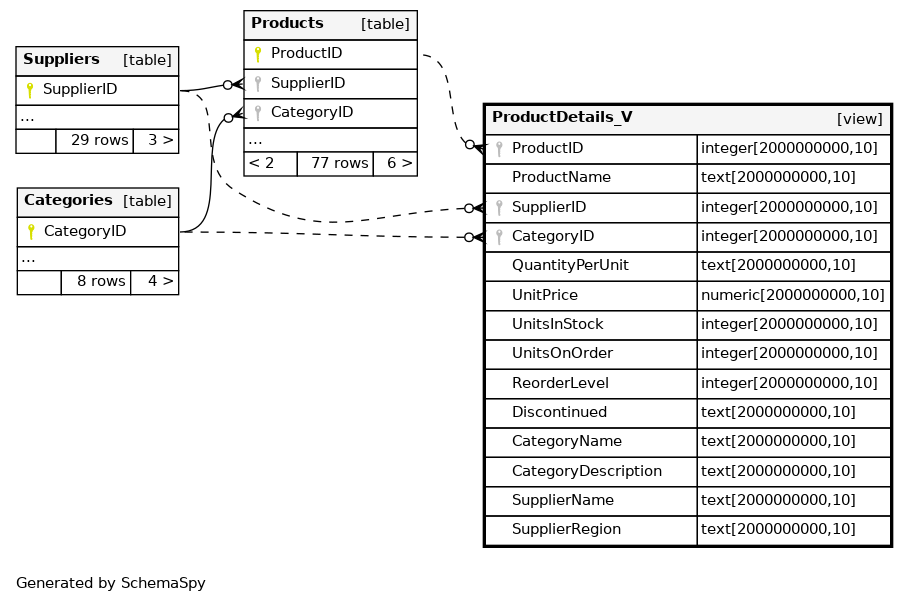 Suppliers [table]
SupplierID
...
29 rows 3 >
Categories [table]
CategoryID
...
8 rows 4 >
Products [table]
ProductID
SupplierID
CategoryID
...
< 2 77 rows 6 >
ProductDetails_V [view]
ProductID integer[2000000000,10]
ProductName text[2000000000,10]
SupplierID integer[2000000000,10]
CategoryID integer[2000000000,10]
QuantityPerUnit text[2000000000,10]
UnitPrice numeric[2000000000,10]
UnitsInStock integer[2000000000,10]
UnitsOnOrder integer[2000000000,10]
ReorderLevel integer[2000000000,10]
Discontinued text[2000000000,10]
CategoryName text[2000000000,10]
CategoryDescription text[2000000000,10]
SupplierName text[2000000000,10]
SupplierRegion text[2000000000,10]
Generated by SchemaSpy